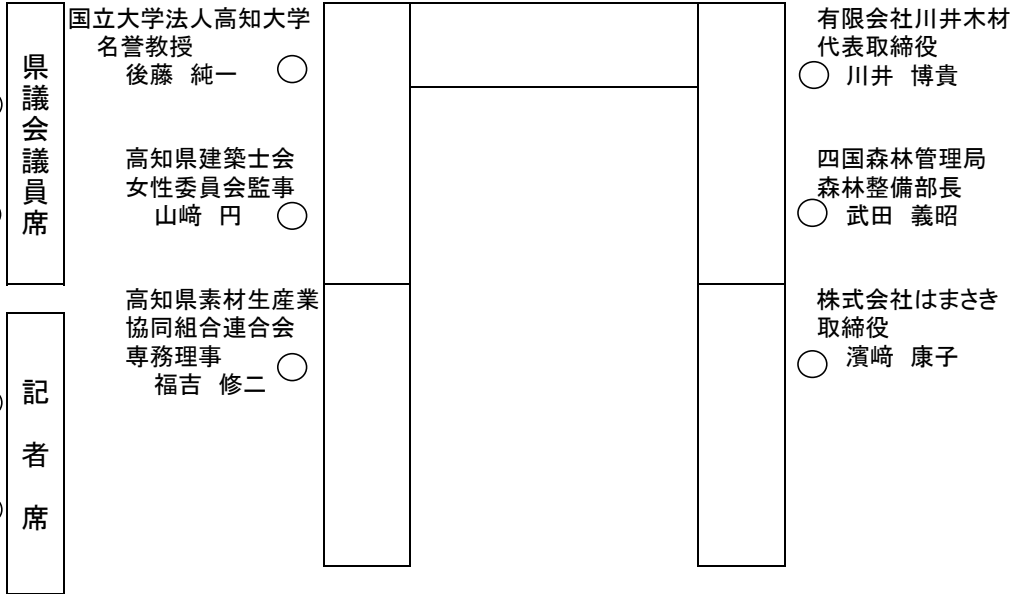 県議会議員席
記者席
国立大学法人高知大学
名誉教授
後藤 純一
高知県建築士会
女性委員会監事
山﨑 円
高知県素材生産業
協同組合連合会
専務理事
福吉 修二
有限会社川井木材
代表取締役
川井 博貴
四国森林管理局
森林整備部長
武田 義昭
株式会社はまさき
取締役
濵﨑 康子